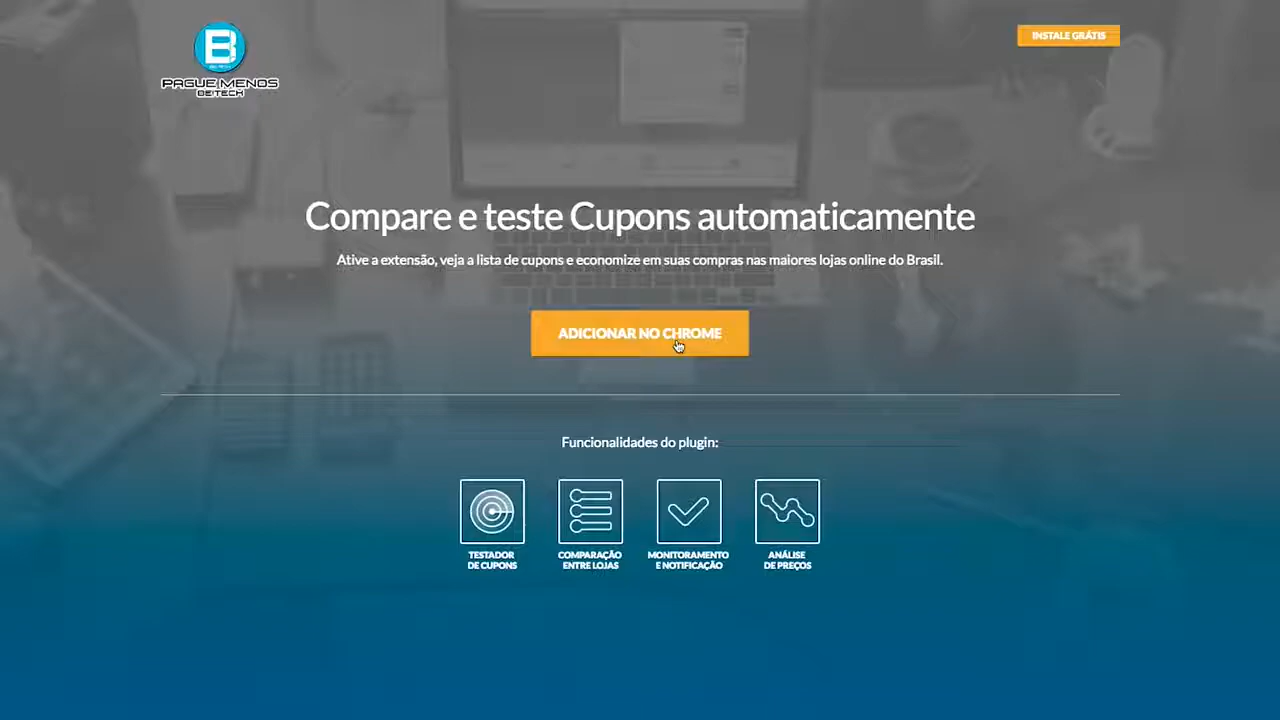 PAGUE MENOS
BE!TECH
INSTALE GRÁTIS
Compare e teste Cupons automaticamente
Ative a extensão, veja a lista de cupons e economize em suas compras nas maiores lojas online do Brasil.
ADICIONAR NO CHROME
Funcionalidades do plugin:
TESTADOR
DE CUPONS
COMPARAÇÃO
ENTRE LOJAS
MONITORAMENTO
E NOTIFICAÇÃO
ANÁLISE
DE PREÇOS